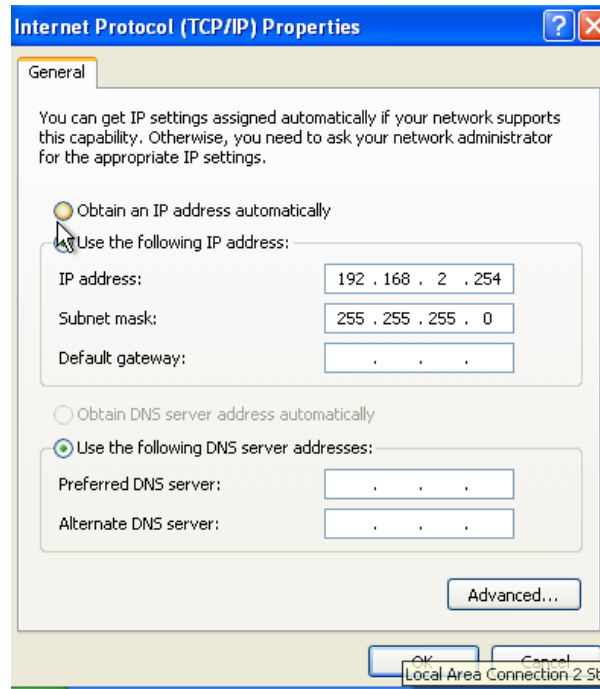 Internet Protocol (TCP/IP) Properties
General
You can get IP settings assigned automatically if your network supports
this capability. Otherwise, you need to ask your network administrator
for the appropriate IP settings.
Obtain an IP address automatically
Use the following IP address:
IP address: 192 . 168 . 2 . 254
Subnet mask: 255 . 255 . 255 . 0
Default gateway: . . .
Obtain DNS server address automatically
Use the following DNS server addresses:
Preferred DNS server: . . .
Alternate DNS server: . . .
Advanced...
OK Cancel
Local Area Connection 2 St